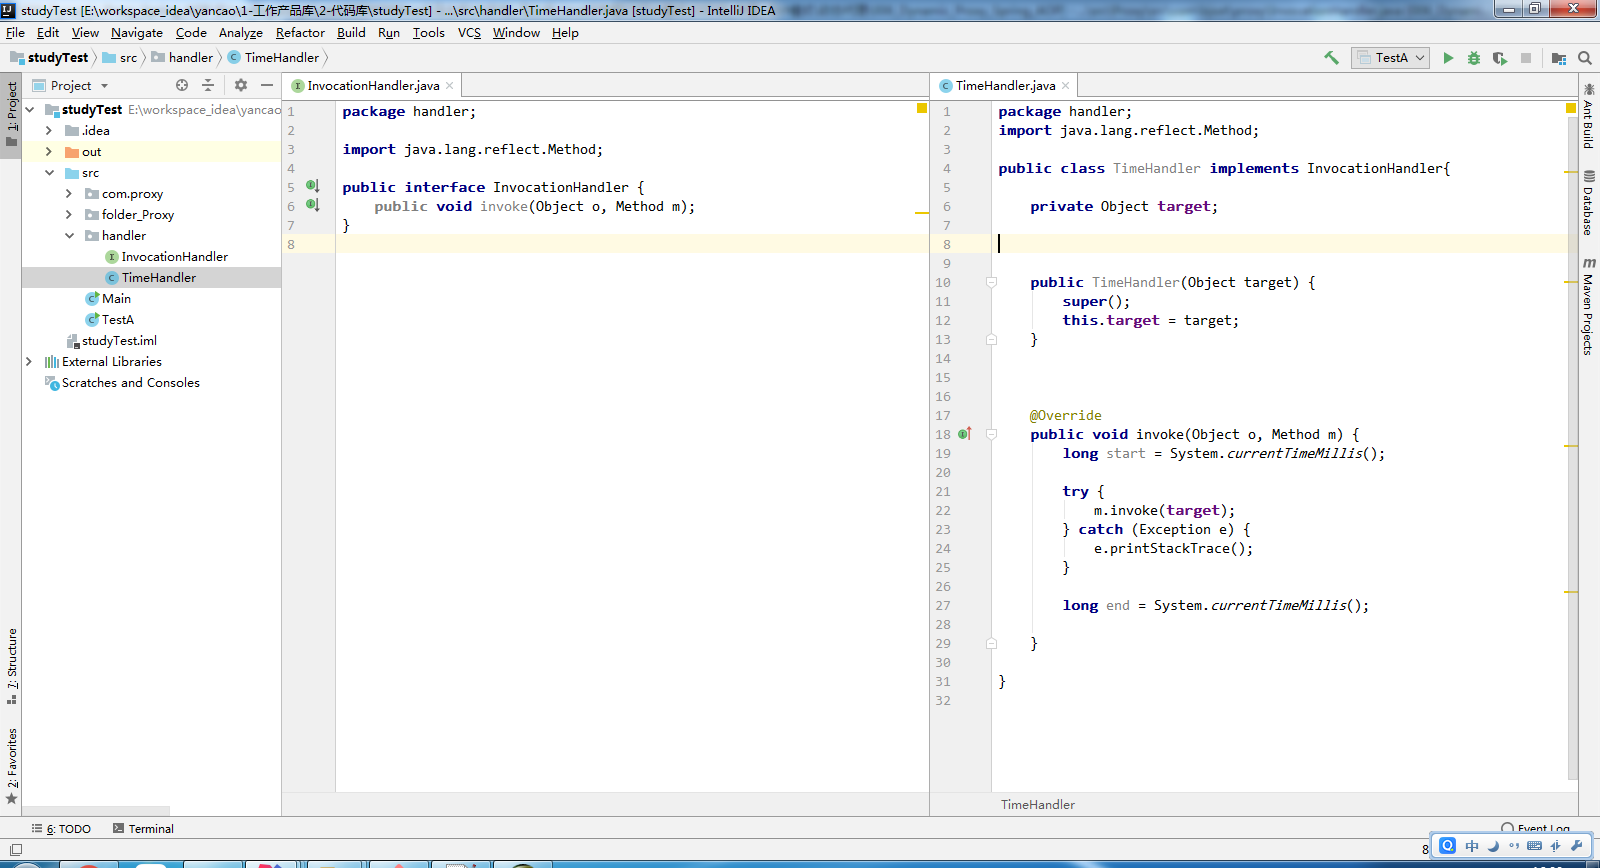 studyTest [E:\workspace_idea\yancao\1-工作产品库\2-代码库\studyTest] - ...\src\handler\TimeHandler.java [studyTest] - IntelliJ IDEA
File Edit View Navigate Code Analyze Refactor Build Run Tools VCS Window Help
studyTest src handler TimeHandler TestA
Project InvocationHandler.java TimeHandler.java
1: Project
7: Structure
2: Favorites
studyTest E:\workspace_idea\yancao
.idea
out
src
com.proxy
folder_Proxy
handler
InvocationHandler
TimeHandler
Main
TestA
studyTest.iml
External Libraries
Scratches and Consoles
1 package handler;
2
3 import java.lang.reflect.Method;
4
5 public interface InvocationHandler {
6 public void invoke(Object o, Method m);
7 }
8
1 package handler;
2 import java.lang.reflect.Method;
3
4 public class TimeHandler implements InvocationHandler{
5
6 private Object target;
7
8
9
10 public TimeHandler(Object target) {
11 super();
12 this.target = target;
13 }
14
15
16
17 @Override
18 public void invoke(Object o, Method m) {
19 long start = System.currentTimeMillis();
20
21 try {
22 m.invoke(target);
23 } catch (Exception e) {
24 e.printStackTrace();
25 }
26
27 long end = System.currentTimeMillis();
28
29 }
30
31 }
32
TimeHandler
Ant Build
Database
Maven Projects
6: TODO Terminal Event Log
8
中